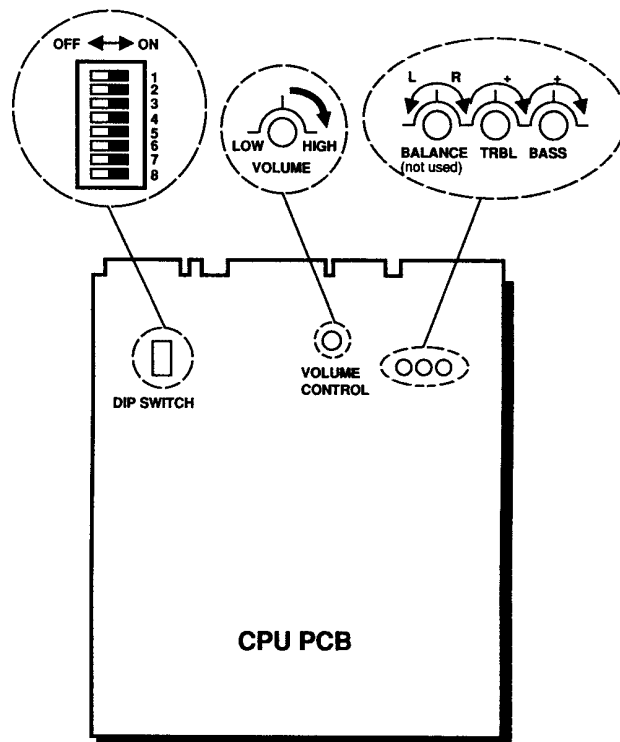 OFF ON
1
2
3
4
5
6
7
8
LOW HIGH
VOLUME
L R + +
BALANCE TRBL BASS
(not used)
DIP SWITCH
VOLUME
CONTROL
CPU PCB